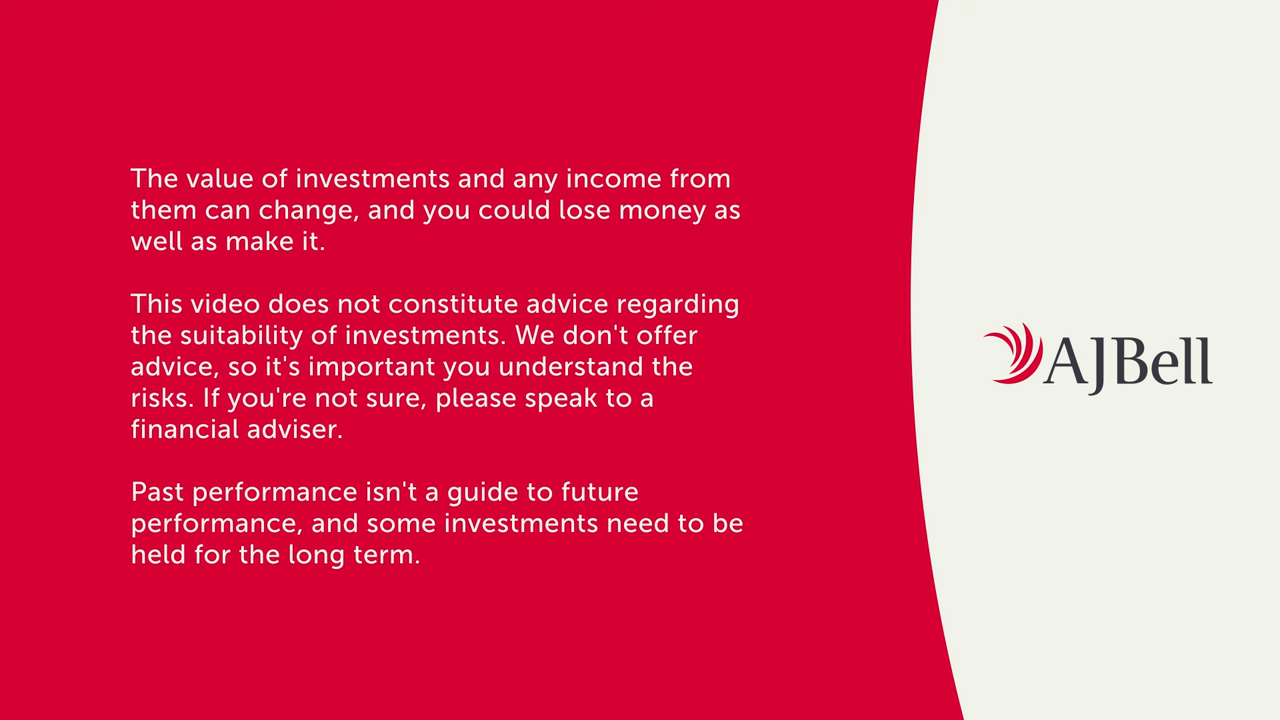 The value of investments and any income from
them can change, and you could lose money as
well as make it.
This video does not constitute advice regarding
the suitability of investments. We don't offer
advice, so it's important you understand the
risks. If you're not sure, please speak to a
financial adviser.
Past performance isn't a guide to future
performance, and some investments need to be
held for the long term.
AJBell